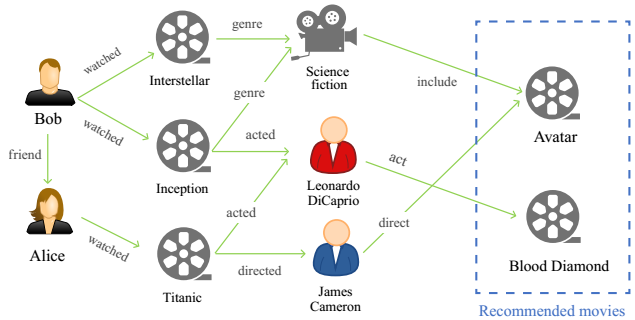 watched
genre
Interstellar
Science
fiction
include
Bob
watched
genre
acted
Avatar
friend
Inception
Leonardo
DiCaprio
act
Alice
watched
acted
directed
direct
Titanic
James
Cameron
Blood Diamond
Recommended movies